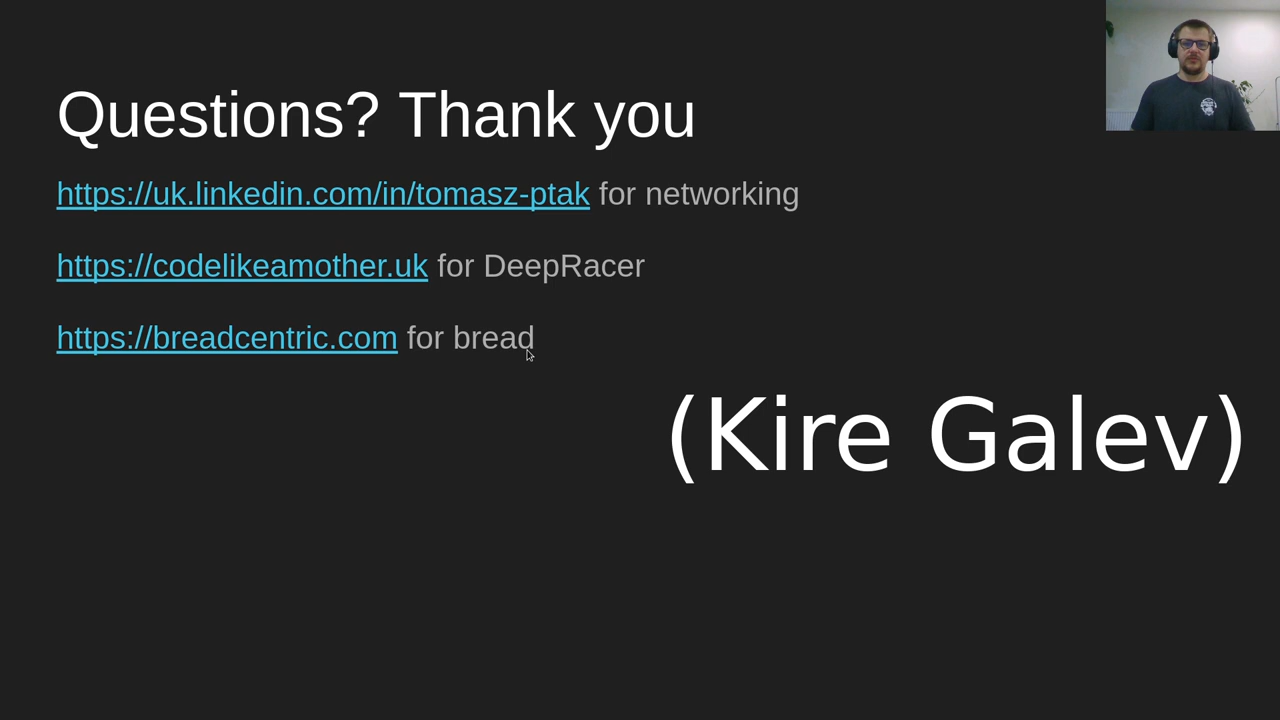 Questions? Thank you
https://uk.linkedin.com/in/tomasz-ptak for networking
https://codelikeamother.uk for DeepRacer
https://breadcentric.com for bread
(Kire Galev)